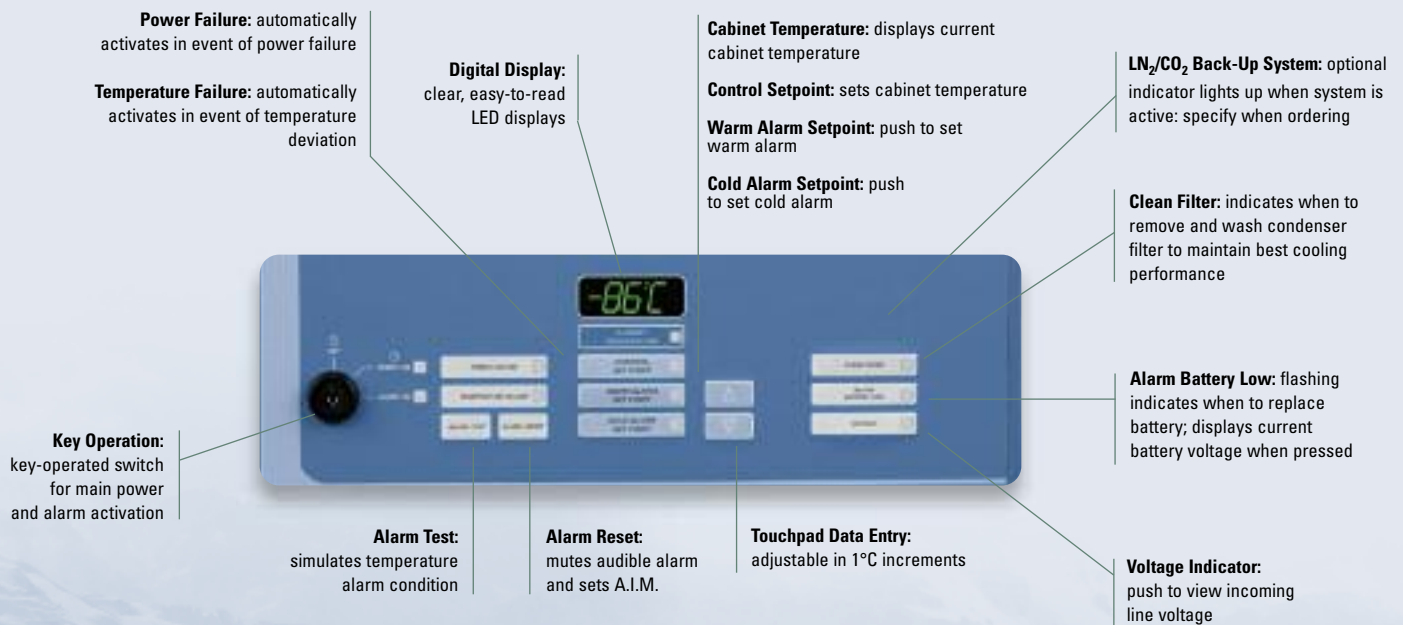 Power Failure: automatically
activates in event of power failure
Temperature Failure: automatically
activates in event of temperature
deviation
Digital Display:
clear, easy-to-read
LED displays
Cabinet Temperature: displays current
cabinet temperature
Control Setpoint: sets cabinet temperature
Warm Alarm Setpoint: push to set
warm alarm
Cold Alarm Setpoint: push
to set cold alarm
LN₂/CO₂ Back-Up System: optional
indicator lights up when system is
active: specify when ordering
Clean Filter: indicates when to
remove and wash condenser
filter to maintain best cooling
performance
Alarm Battery Low: flashing
indicates when to replace
battery; displays current
battery voltage when pressed
Voltage Indicator:
push to view incoming
line voltage
-86°C
Key Operation:
key-operated switch
for main power
and alarm activation
Alarm Test:
simulates temperature
alarm condition
Alarm Reset:
mutes audible alarm
and sets A.I.M.
Touchpad Data Entry:
adjustable in 1°C increments